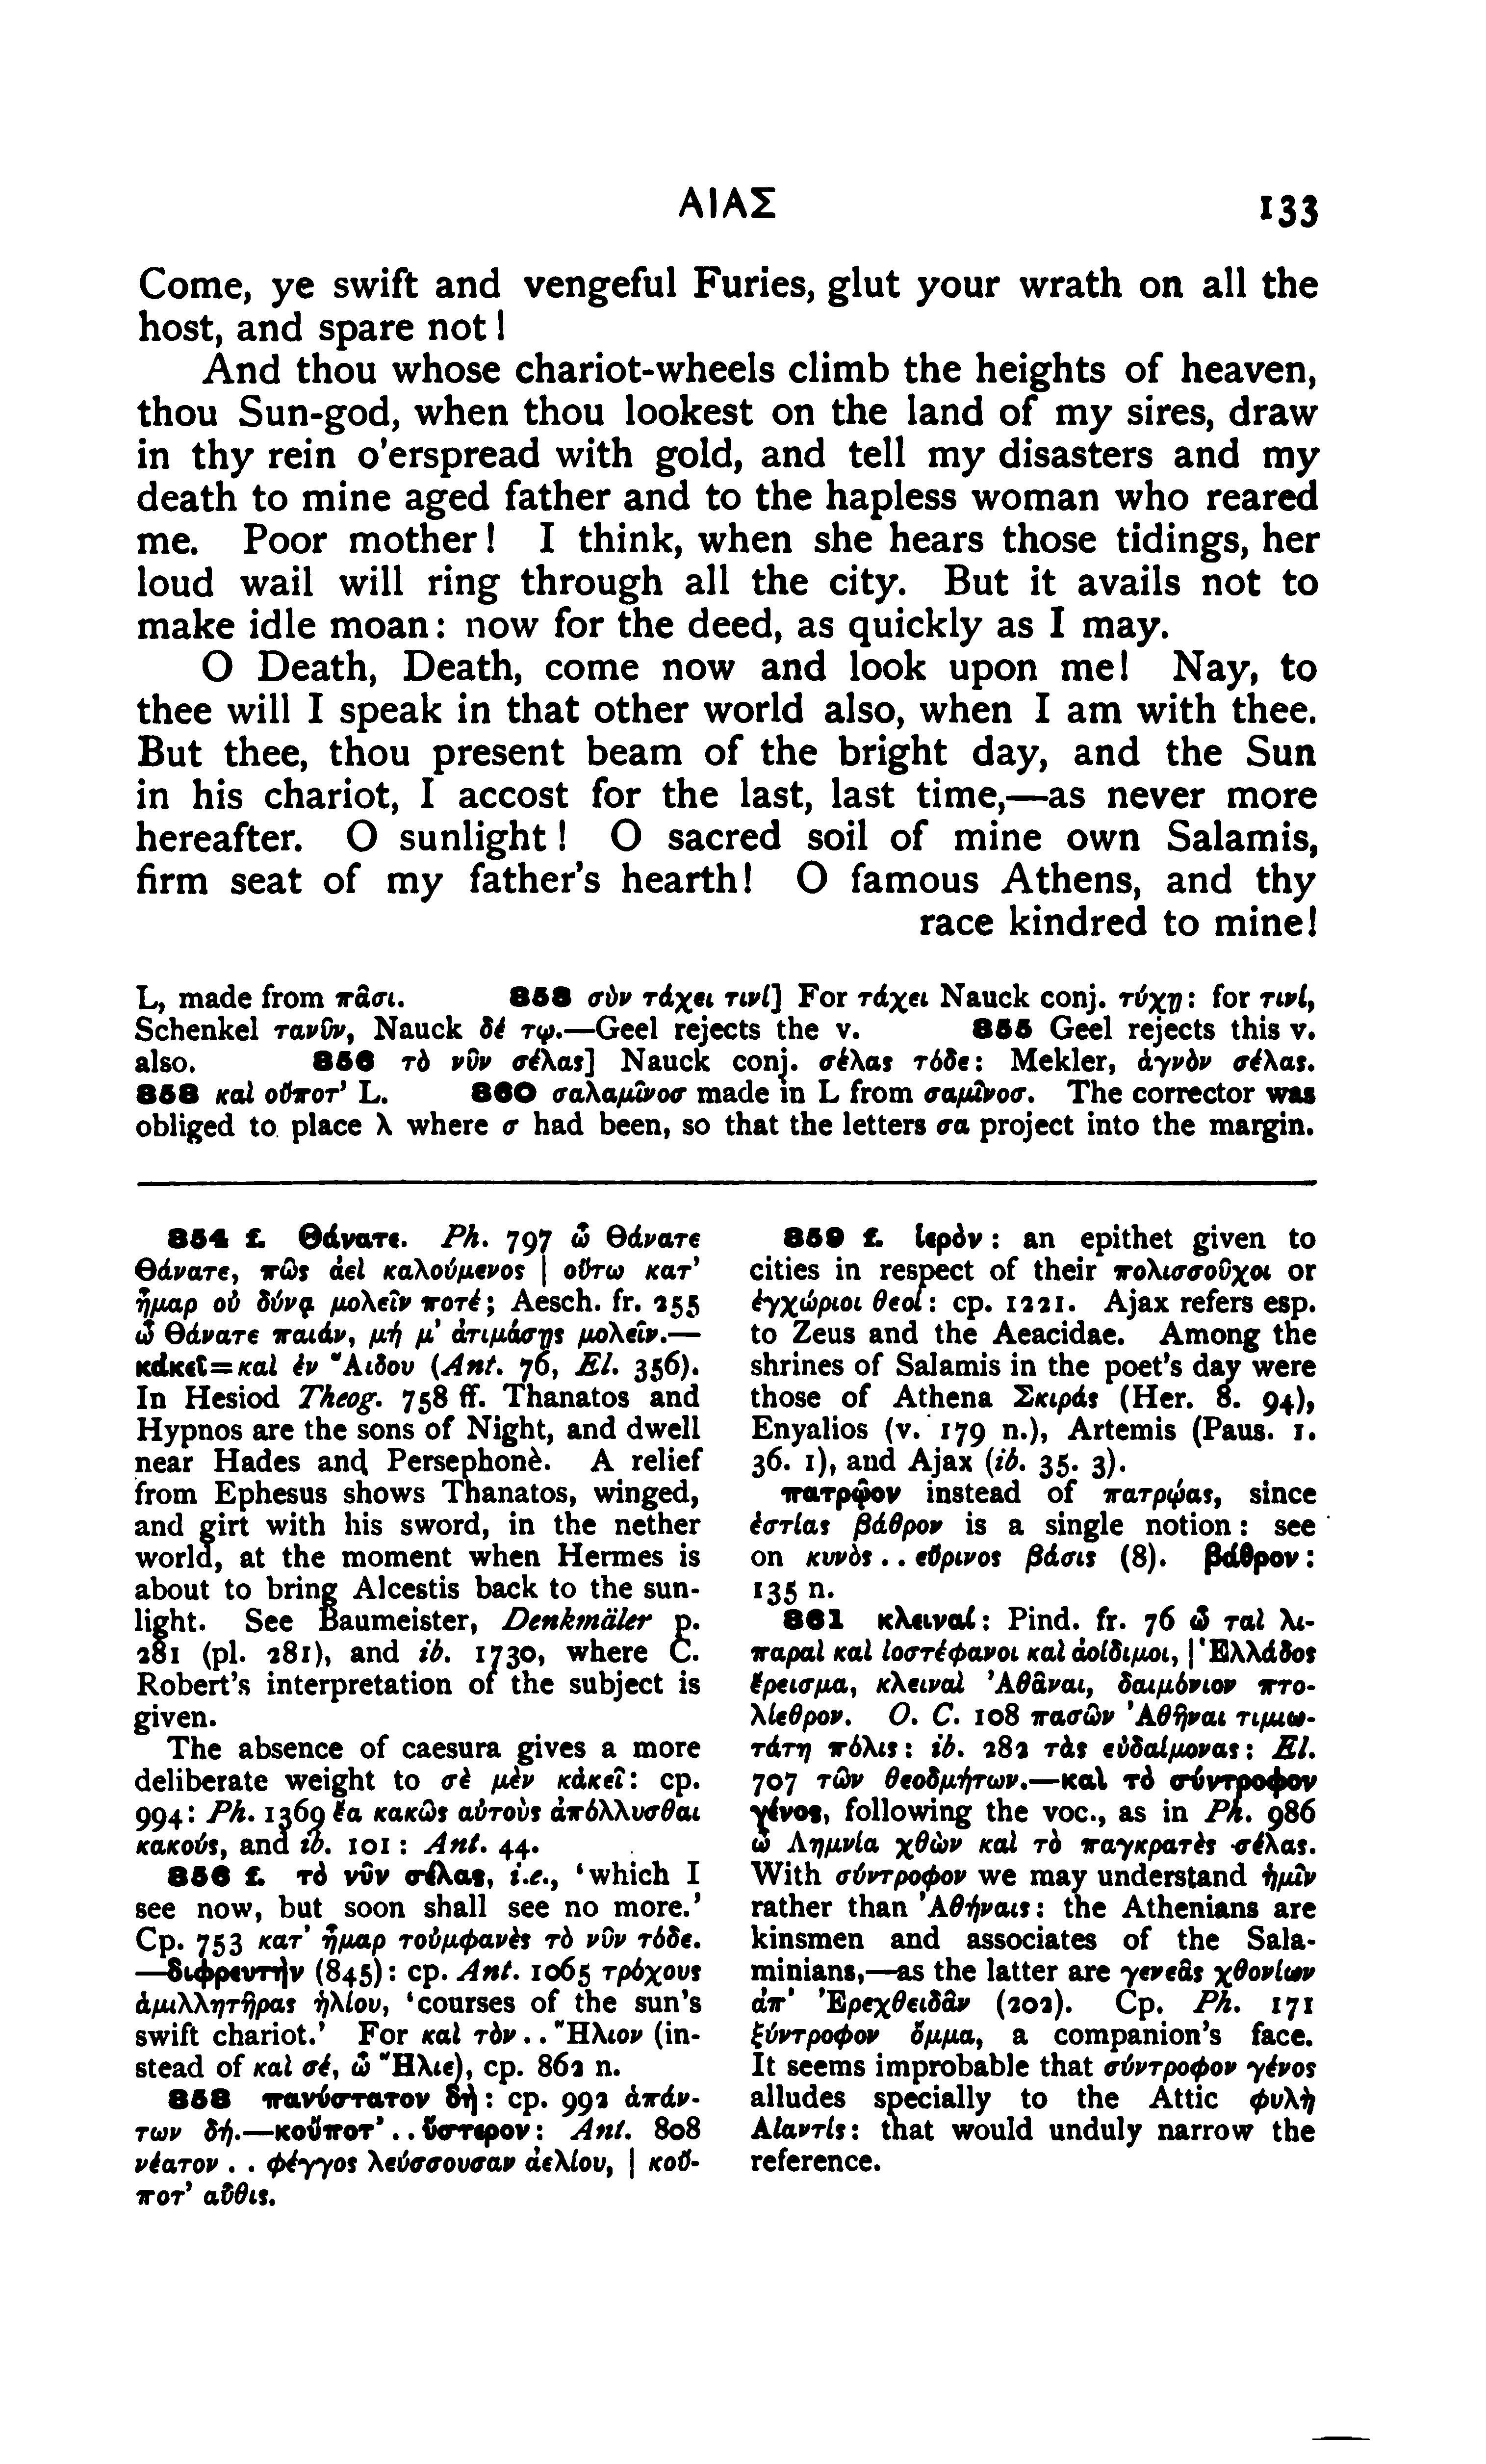 ΑΙΑΣ 133
Come, ye swift and vengeful Furies, glut your wrath on all the
host, and spare not!
And thou whose chariot-wheels climb the heights of heaven,
thou Sun-god, when thou lookest on the land of my sires, draw
in thy rein o'erspread with gold, and tell my disasters and my
death to mine aged father and to the hapless woman who reared
me. Poor mother! I think, when she hears those tidings, her
loud wail will ring through all the city. But it avails not to
make idle moan: now for the deed, as quickly as I may.
O Death, Death, come now and look upon me! Nay, to
thee will I speak in that other world also, when I am with thee.
But thee, thou present beam of the bright day, and the Sun
in his chariot, I accost for the last, last time,—as never more
hereafter. O sunlight! O sacred soil of mine own Salamis,
firm seat of my father's hearth! O famous Athens, and thy
race kindred to mine!
L, made from πᾶσι. 853 σὺν τάχει τινί] For τάχει Nauck conj. τύχῃ: for τινί,
Schenkel τανῦν, Nauck δέ τῳ.—Geel rejects the v. 855 Geel rejects this v.
also. 856 τὸ νῦν σέλας] Nauck conj. σέλας τόδε: Mekler, ἁγνὸν σέλας.
858 καὶ οὔποτ' L. 860 σαλαμῖνοσ made in L from σαμῖνοσ. The corrector was
obliged to place λ where σ had been, so that the letters σα project into the margin.
854 f. Θάνατε. Ph. 797 ὦ Θάνατε
Θάνατε, πῶς ἀεὶ καλούμενος | οὕτω κατ'
ἦμαρ οὐ δύνᾳ μολεῖν ποτέ; Aesch. fr. 255
ὦ Θάνατε παιάν, μή μ' ἀτιμάσῃς μολεῖν.—
κἀκεῖ=καὶ ἐν Ἅιδου (Ant. 76, El. 356).
In Hesiod Theog. 758 ff. Thanatos and
Hypnos are the sons of Night, and dwell
near Hades and Persephonè. A relief
from Ephesus shows Thanatos, winged,
and girt with his sword, in the nether
world, at the moment when Hermes is
about to bring Alcestis back to the sun-
light. See Baumeister, Denkmäler p.
281 (pl. 281), and ib. 1730, where C.
Robert's interpretation of the subject is
given.
The absence of caesura gives a more
deliberate weight to σὲ μὲν κἀκεῖ: cp.
994: Ph. 1369 ἔα κακῶς αὐτοὺς ἀπόλλυσθαι
κακούς, and ib. 101: Ant. 44.
856 f. τὸ νῦν σέλας, i.e., 'which I
see now, but soon shall see no more.'
Cp. 753 κατ' ἦμαρ τοὐμφανὲς τὸ νῦν τόδε.
—διφρευτὴν (845): cp. Ant. 1065 τρόχους
ἁμιλλητῆρας ἡλίου, 'courses of the sun's
swift chariot.' For καὶ τὸν . . Ἥλιον (in-
stead of καὶ σέ, ὦ Ἥλιε), cp. 862 n.
858 πανύστατον δὴ: cp. 992 ἁπάν-
των δή.—κοὔποτ' . . ὕστερον: Ant. 808
νέατον . . φέγγος λεύσσουσαν ἀελίου, | κοὔ-
ποτ' αὖθις.
859 f. ἱερὸν: an epithet given to
cities in respect of their πολισσοῦχοι or
ἐγχώριοι θεοί: cp. 1221. Ajax refers esp.
to Zeus and the Aeacidae. Among the
shrines of Salamis in the poet's day were
those of Athena Σκιράς (Her. 8. 94),
Enyalios (v. 179 n.), Artemis (Paus. 1.
36. 1), and Ajax (ib. 35. 3).
πατρῷον instead of πατρῴας, since
ἑστίας βάθρον is a single notion: see
on κυνὸς . . εὔρινος βάσις (8). βάθρον:
135 n.
861 κλειναί: Pind. fr. 76 ὦ ταὶ λι-
παραὶ καὶ ἰοστέφανοι καὶ ἀοίδιμοι, | Ἑλλάδος
ἔρεισμα, κλειναὶ Ἀθᾶναι, δαιμόνιον πτο-
λίεθρον. O. C. 108 πασῶν Ἀθῆναι τιμιω-
τάτη πόλις: ib. 282 τὰς εὐδαίμονας: El.
707 τῶν θεοδμήτων.—καὶ τὸ σύντροφον
γένος, following the voc., as in Ph. 986
ὦ Λημνία χθὼν καὶ τὸ παγκρατὲς σέλας.
With σύντροφον we may understand ἡμῖν
rather than Ἀθήναις: the Athenians are
kinsmen and associates of the Sala-
minians,—as the latter are γενεᾶς χθονίων
ἀπ' Ἐρεχθειδᾶν (202). Cp. Ph. 171
ξύντροφον ὄμμα, a companion's face.
It seems improbable that σύντροφον γένος
alludes specially to the Attic φυλὴ
Αἰαντίς: that would unduly narrow the
reference.